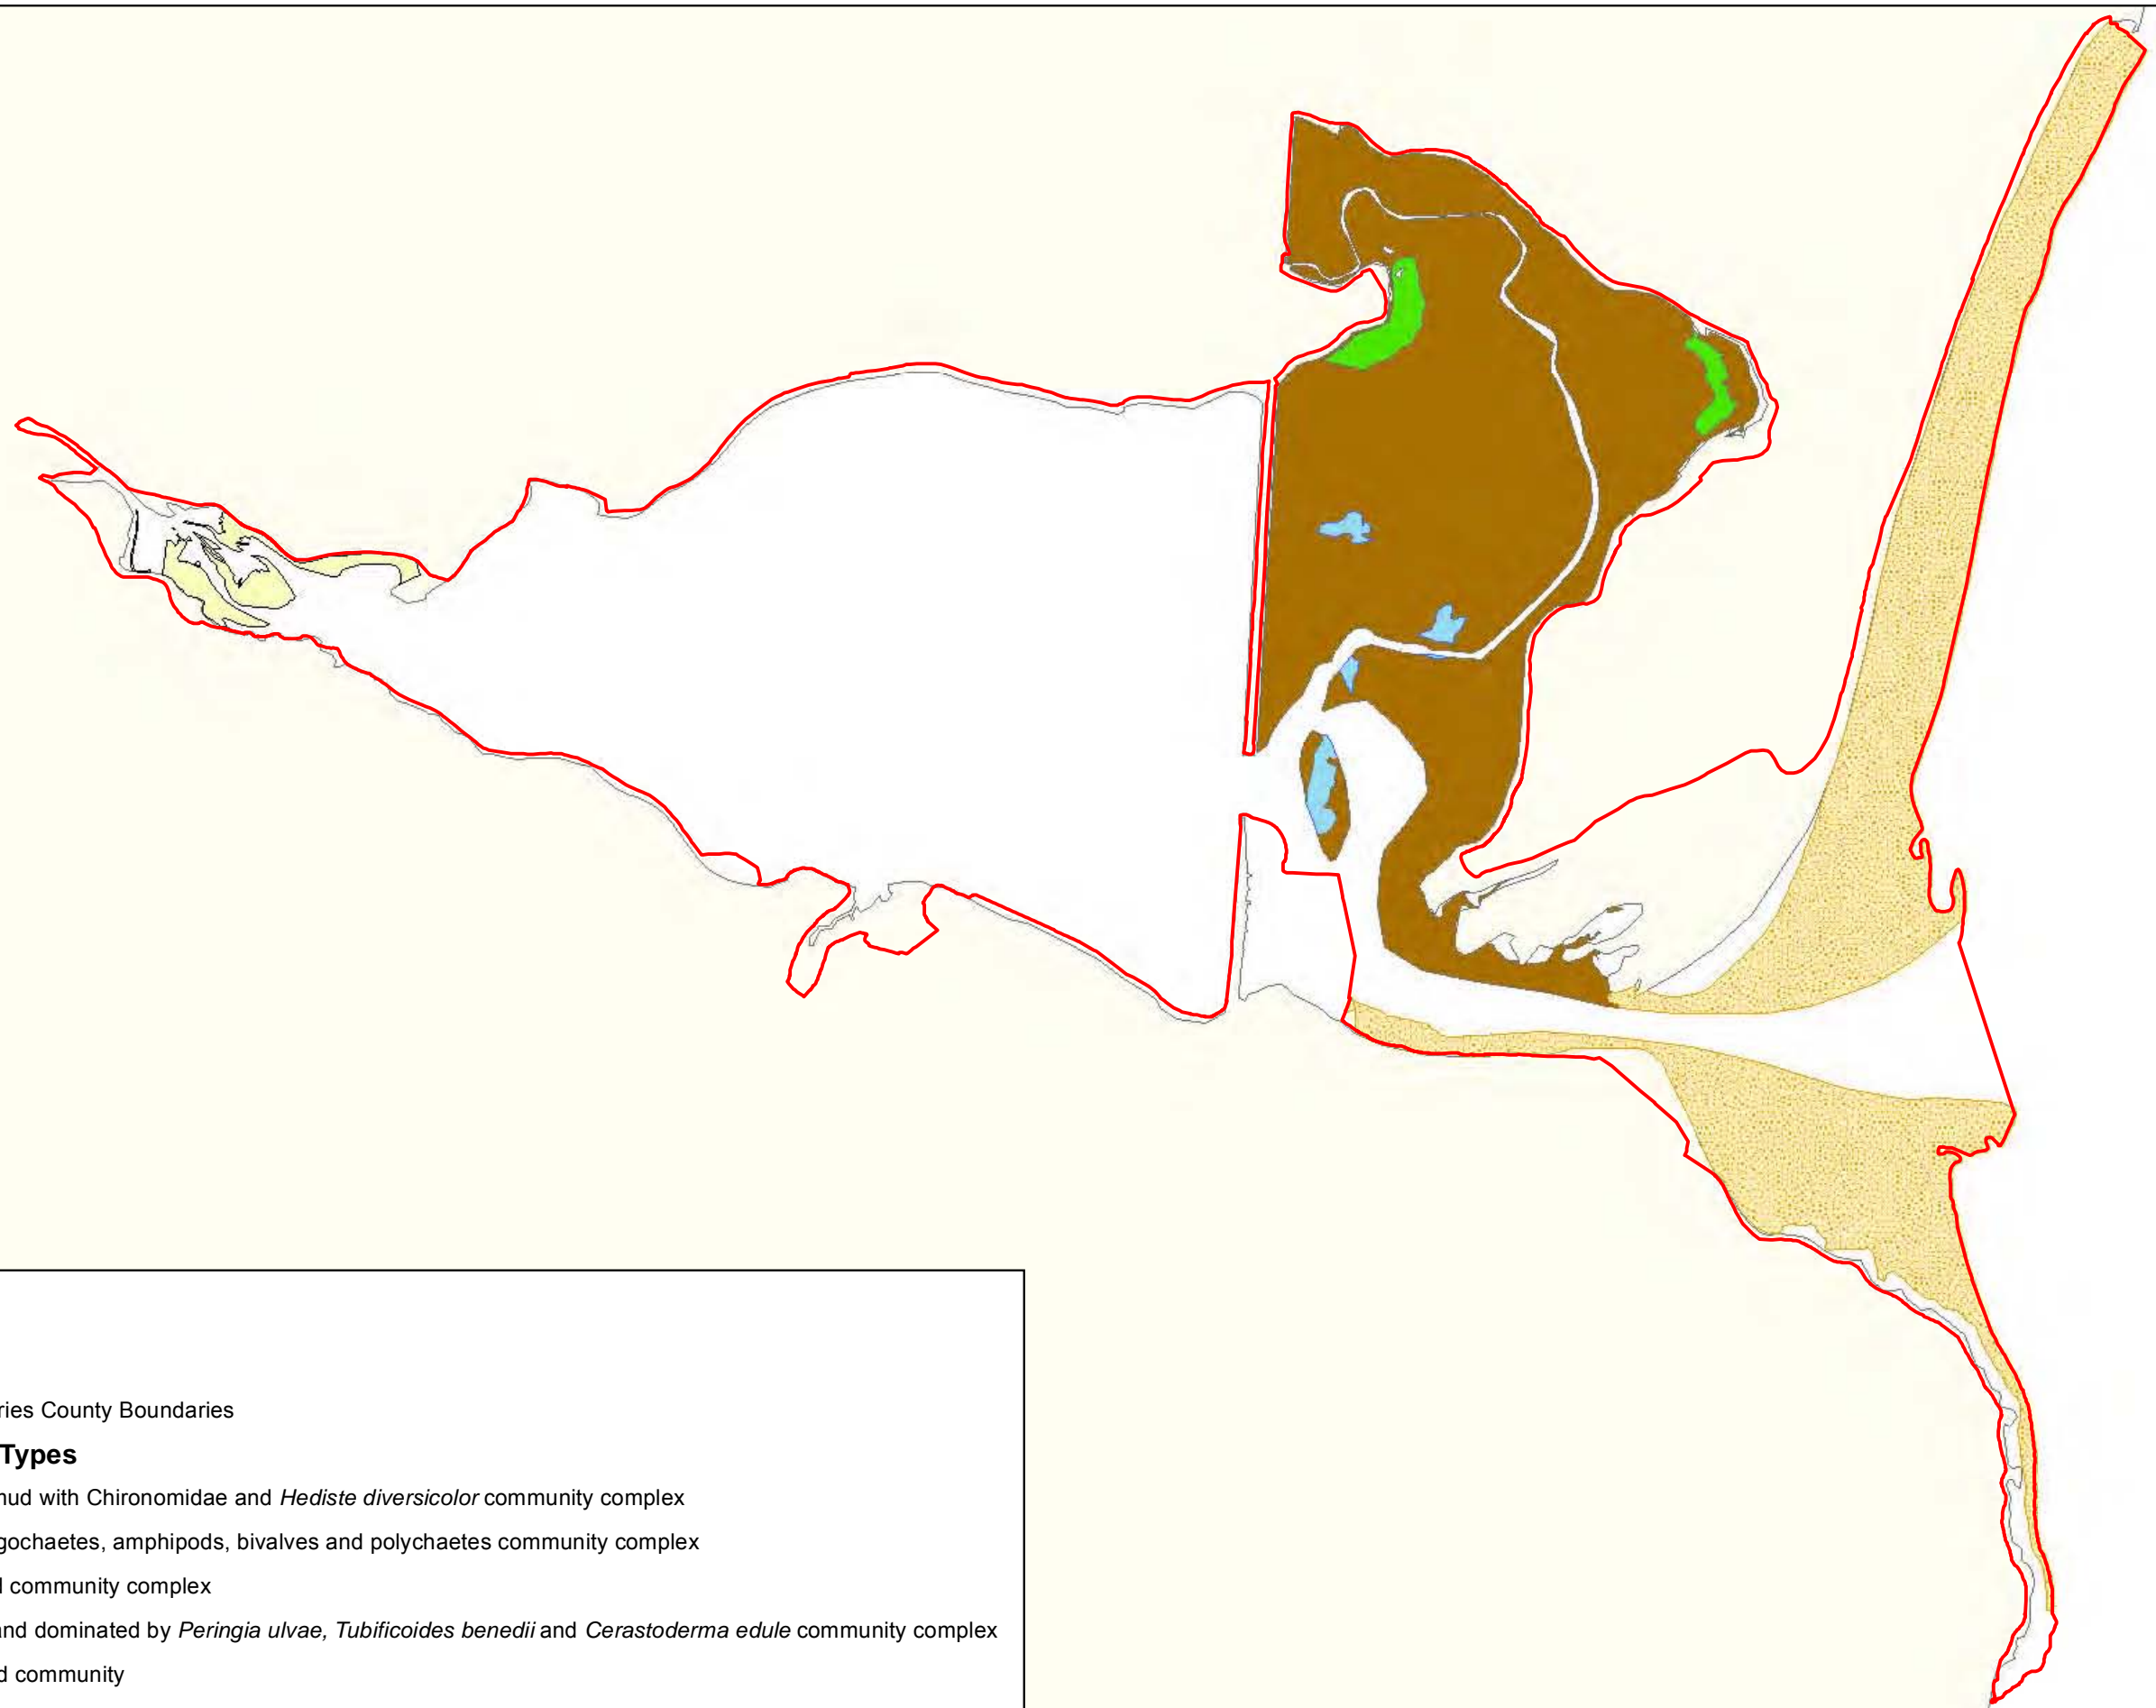 ries County Boundaries
Types
nud with Chironomidae and Hediste diversicolor community complex
gochaetes, amphipods, bivalves and polychaetes community complex
community complex
and dominated by Peringia ulvae, Tubificoides benedii and Cerastoderma edule community complex
d community